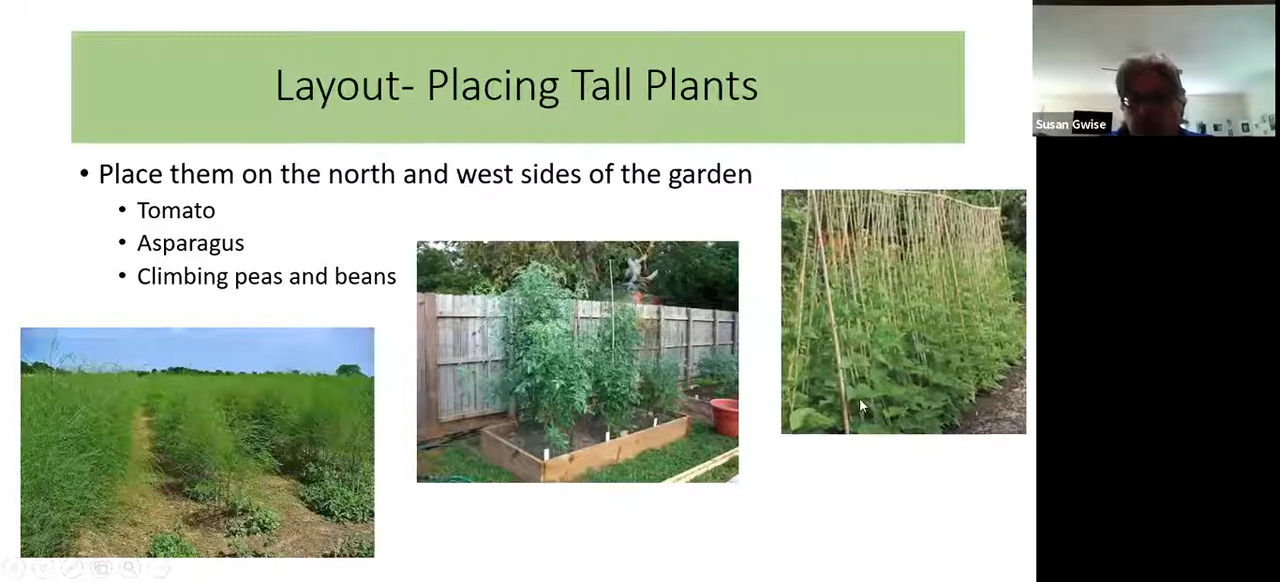 Layout- Placing Tall Plants
• Place them on the north and west sides of the garden
• Tomato
• Asparagus
• Climbing peas and beans
Susan Gwise